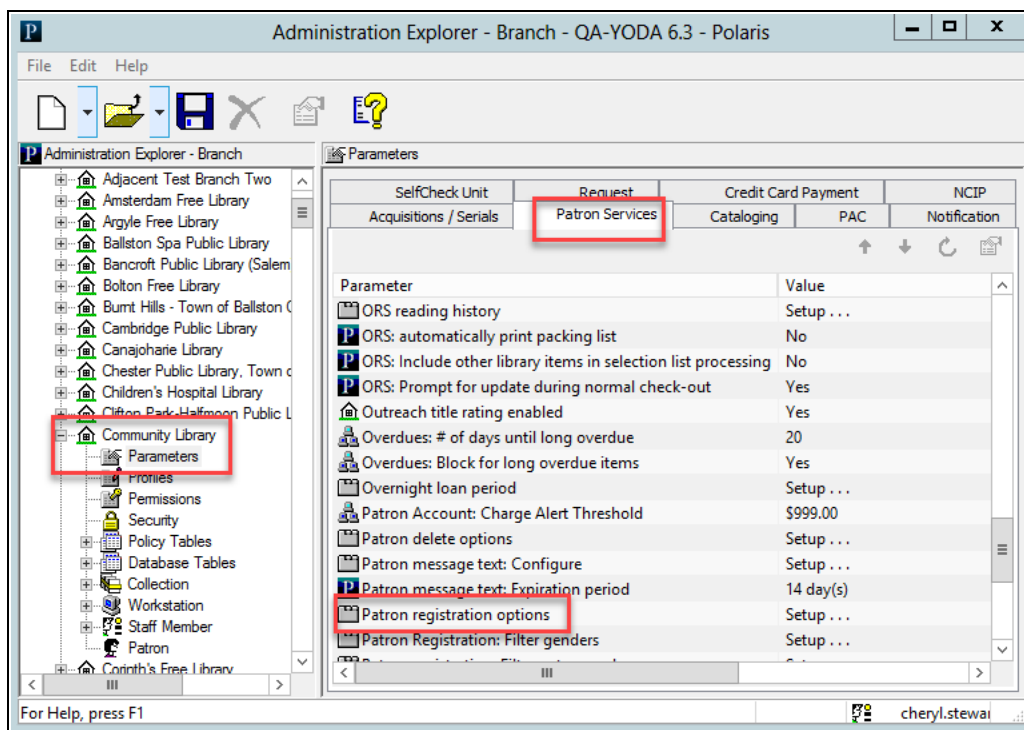 Administration Explorer - Branch - QA-YODA 6.3 - Polaris
File Edit Help
Administration Explorer - Branch
Parameters
Adjacent Test Branch Two
Amsterdam Free Library
Argyle Free Library
Ballston Spa Public Library
Bancroft Public Library (Salem
Bolton Free Library
Burnt Hills - Town of Ballston C
Cambridge Public Library
Canajoharie Library
Chester Public Library, Town o
Children's Hospital Library
Clifton Park-Halfmoon Public L
Community Library
Parameters
Profiles
Permissions
Security
Policy Tables
Database Tables
Collection
Workstation
Staff Member
Patron
Corinth's Free Library
SelfCheck Unit Request Credit Card Payment NCIP
Acquisitions / Serials Patron Services Cataloging PAC Notification
Parameter Value
ORS reading history Setup . . .
ORS: automatically print packing list No
ORS: Include other library items in selection list processing No
ORS: Prompt for update during normal check-out Yes
Outreach title rating enabled Yes
Overdues: # of days until long overdue 20
Overdues: Block for long overdue items Yes
Overnight loan period Setup . . .
Patron Account: Charge Alert Threshold $999.00
Patron delete options Setup . . .
Patron message text: Configure Setup . . .
Patron message text: Expiration period 14 day(s)
Patron registration options Setup . . .
Patron Registration: Filter genders Setup . . .
For Help, press F1
cheryl.stewar